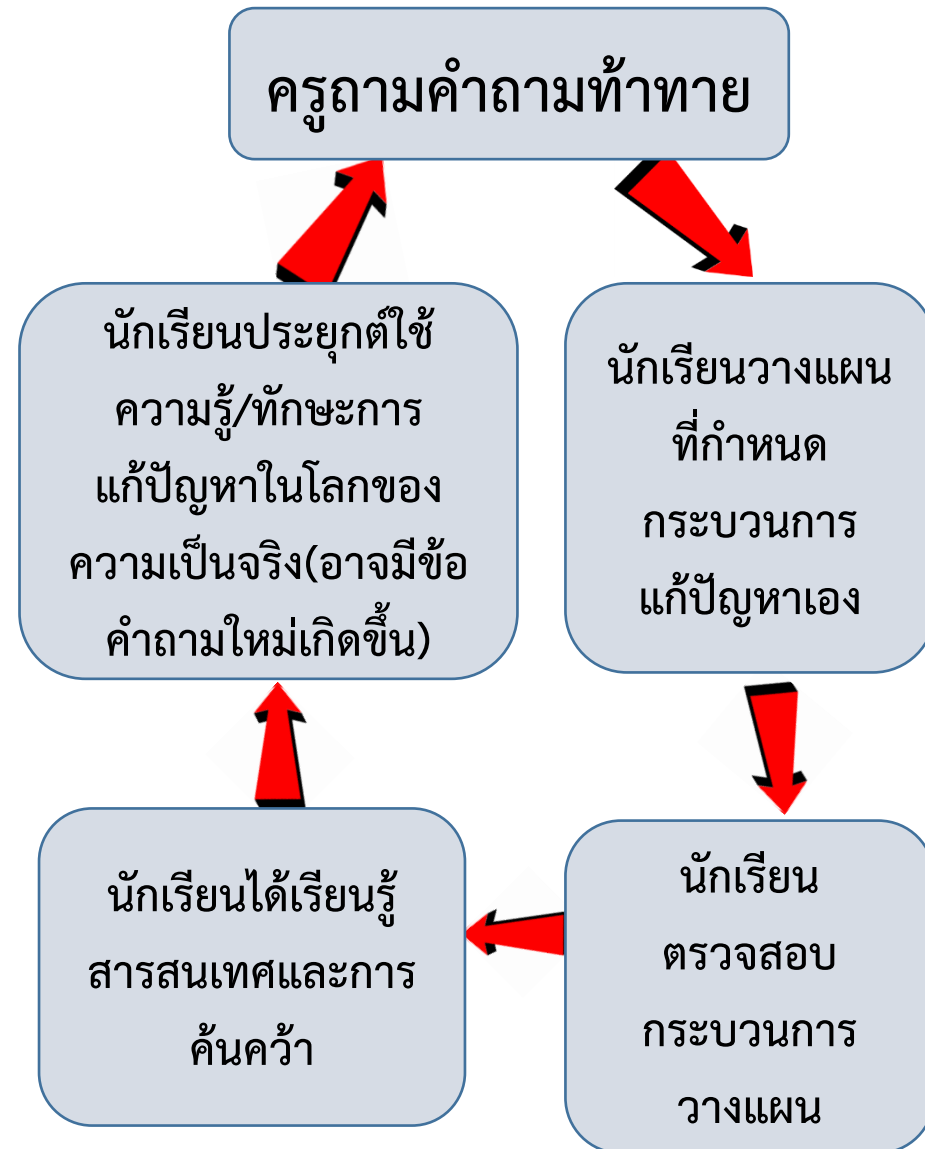 ครูถามคำถามท้าทาย
นักเรียนวางแผน
ที่กำหนด
กระบวนการ
แก้ปัญหาเอง
นักเรียน
ตรวจสอบ
กระบวนการ
วางแผน
นักเรียนได้เรียนรู้
สารสนเทศและการ
ค้นคว้า
นักเรียนประยุกต์ใช้
ความรู้/ทักษะการ
แก้ปัญหาในโลกของ
ความเป็นจริง(อาจมีข้อ
คำถามใหม่เกิดขึ้น)